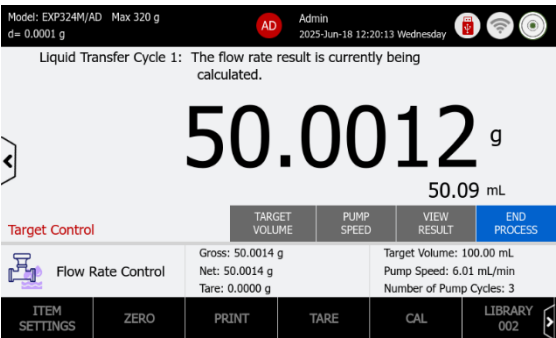 Model: EXP324M/AD Max 320 g
d= 0.0001 g
AD
Admin
2025-Jun-18 12:20:13 Wednesday
Liquid Transfer Cycle 1: The flow rate result is currently being
calculated.
50.0012 g
50.09 mL
Target Control
TARGET
VOLUME
PUMP
SPEED
VIEW
RESULT
END
PROCESS
Flow Rate Control
Gross: 50.0014 g
Net: 50.0014 g
Tare: 0.0000 g
Target Volume: 100.00 mL
Pump Speed: 6.01 mL/min
Number of Pump Cycles: 3
ITEM
SETTINGS
ZERO
PRINT
TARE
CAL
LIBRARY
002